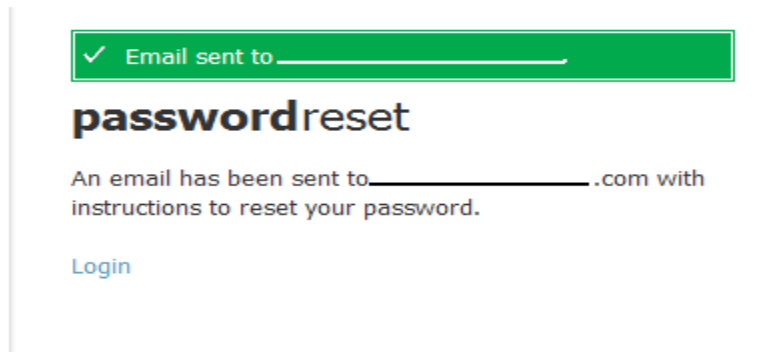 Email sent to
passwordreset
An email has been sent to .com with
instructions to reset your password.
Login